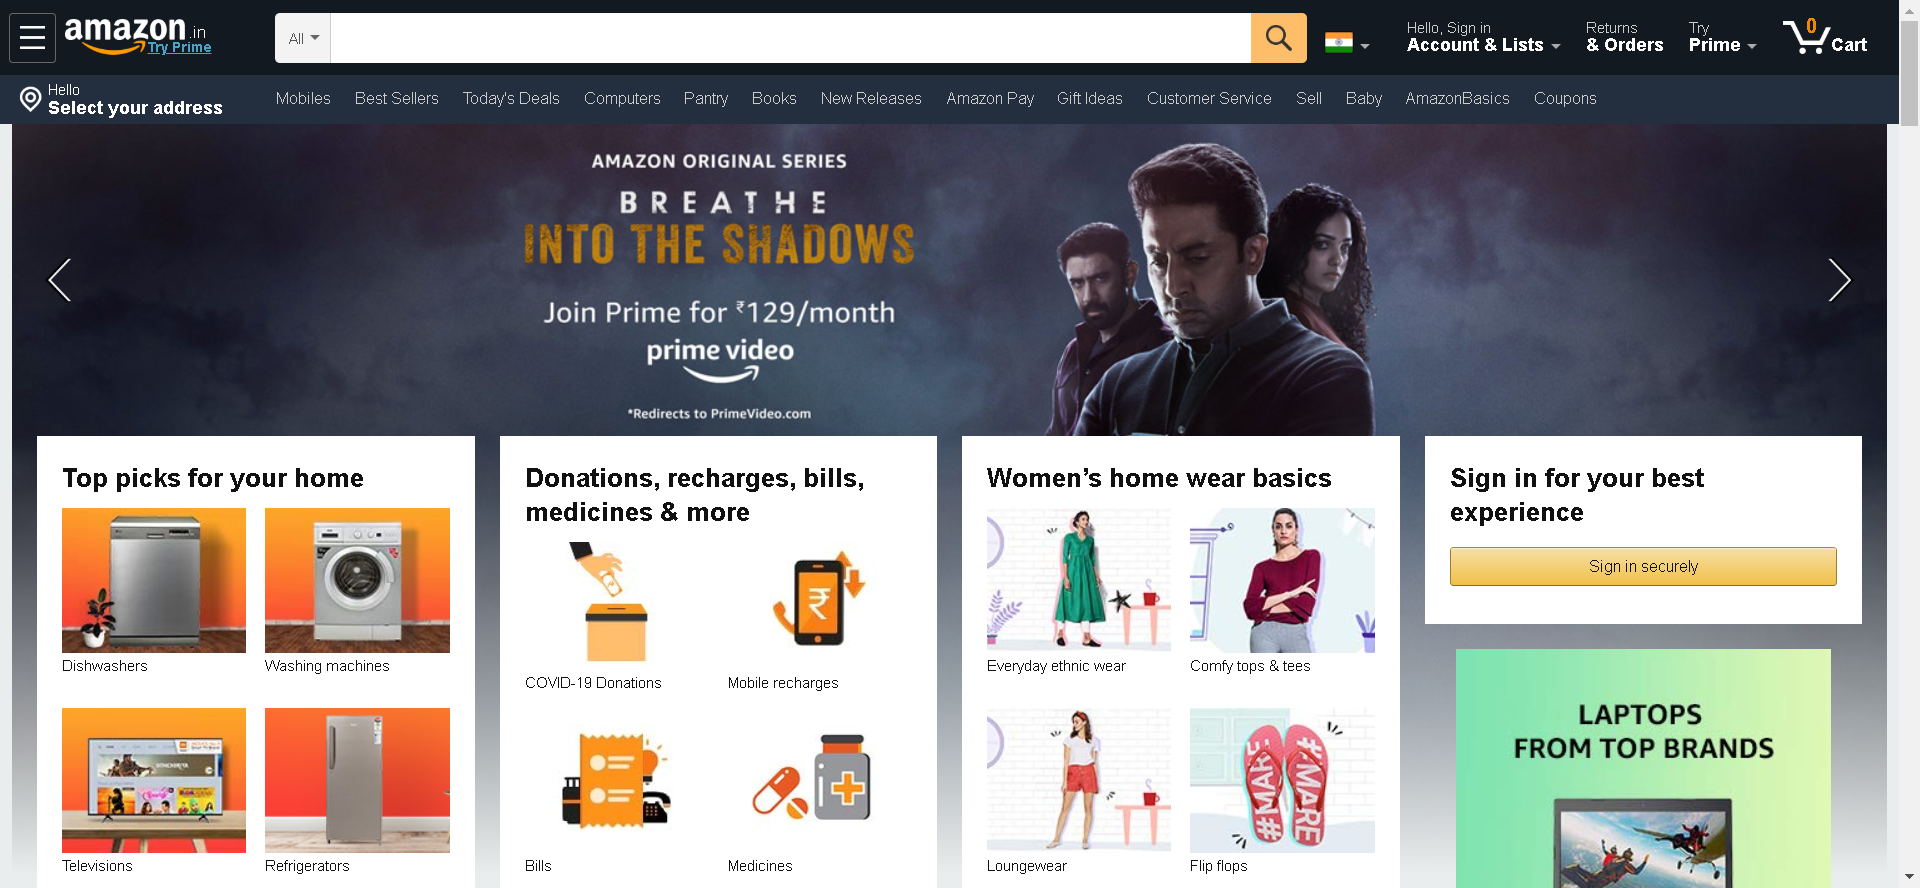 amazon.in
Try Prime
All
Hello, Sign in
Account & Lists
Returns
& Orders
Try
Prime
0
Cart
Hello
Select your address
Mobiles
Best Sellers
Today's Deals
Computers
Pantry
Books
New Releases
Amazon Pay
Gift Ideas
Customer Service
Sell
Baby
AmazonBasics
Coupons
AMAZON ORIGINAL SERIES
BREATHE
INTO THE SHADOWS
Join Prime for ₹129/month
prime video
*Redirects to PrimeVideo.com
Top picks for your home
Dishwashers
Washing machines
Televisions
Refrigerators
Donations, recharges, bills,
medicines & more
₹
COVID-19 Donations
Mobile recharges
Bills
Medicines
Women’s home wear basics
Everyday ethnic wear
Comfy tops & tees
#MARE.
#MARE
Loungewear
Flip flops
Sign in for your best
experience
Sign in securely
LAPTOPS
FROM TOP BRANDS